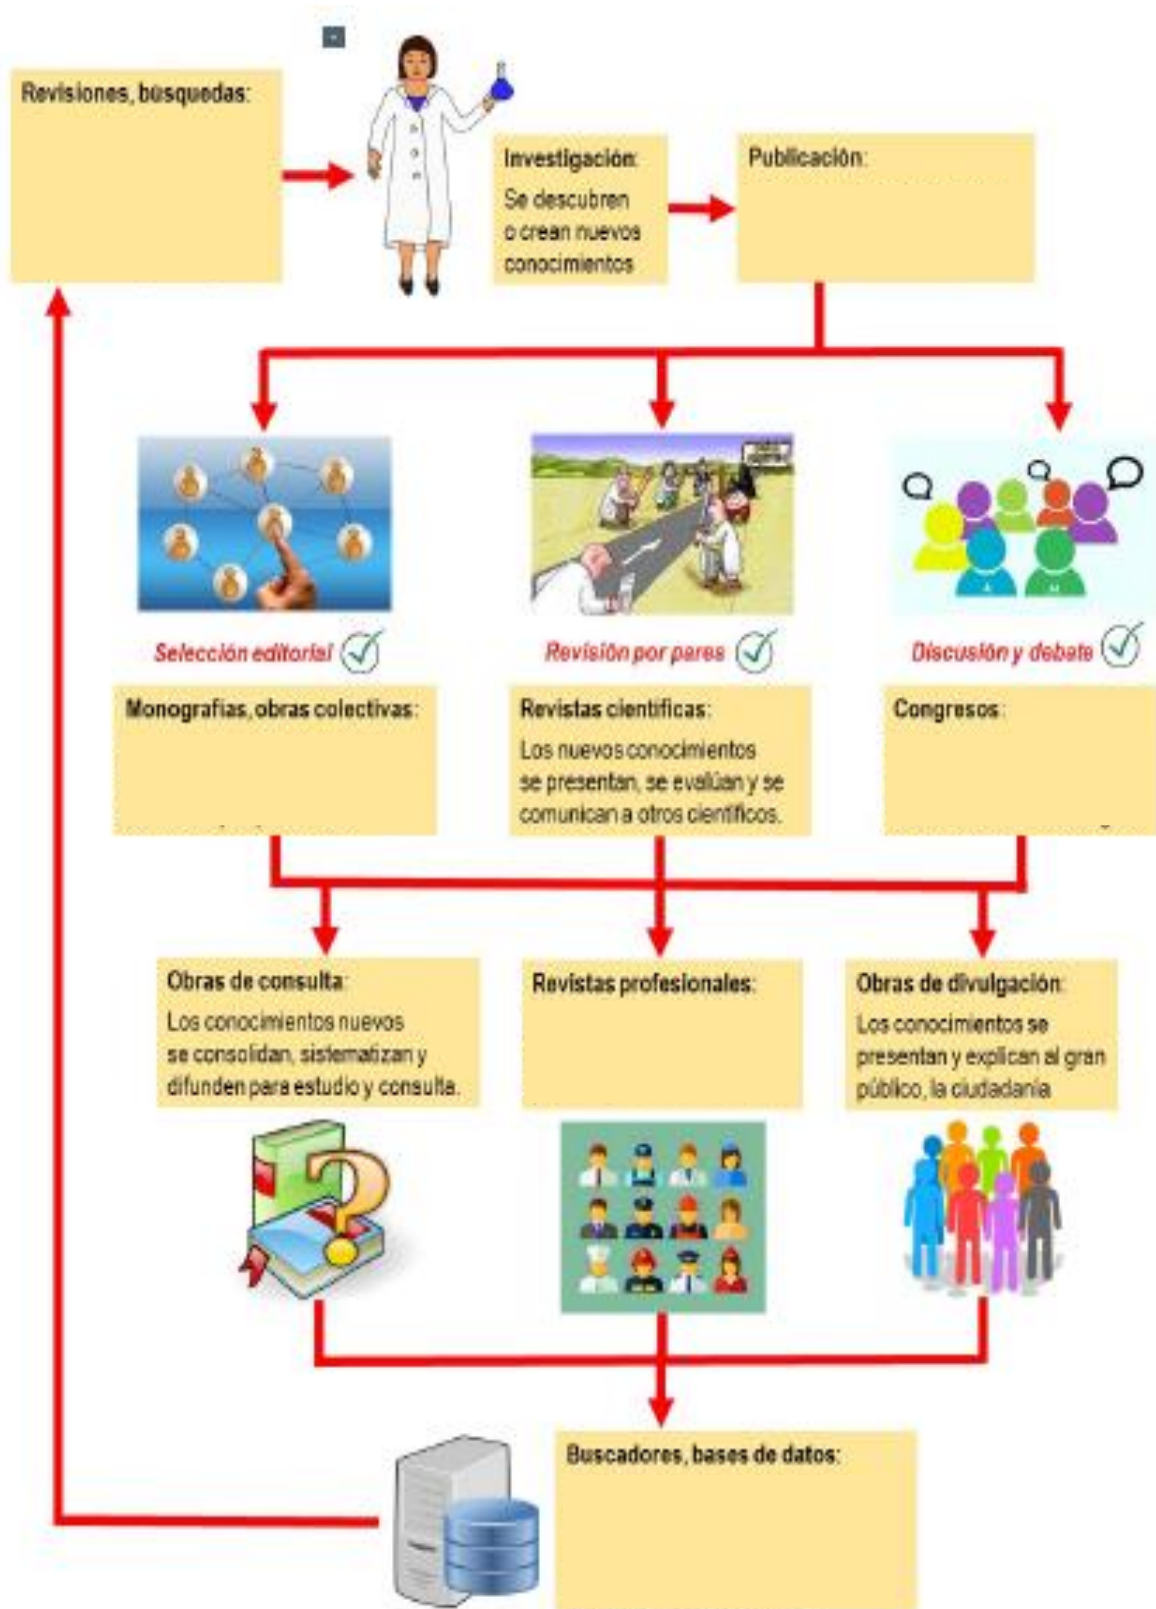 Revisiones, búsquedas:
Investigación:
Se descubren
o crean nuevos
conocimientos
Publicación:
Selección editorial
Revisión por pares
Discusión y debate
Monografías, obras colectivas:
Revistas científicas:
Los nuevos conocimientos
se presentan, se evalúan y se
comunican a otros científicos.
Congresos:
Obras de consulta:
Los conocimientos nuevos
se consolidan, sistematizan y
difunden para estudio y consulta.
Revistas profesionales:
Obras de divulgación:
Los conocimientos se
presentan y explican al gran
público, la ciudadanía
Buscadores, bases de datos: